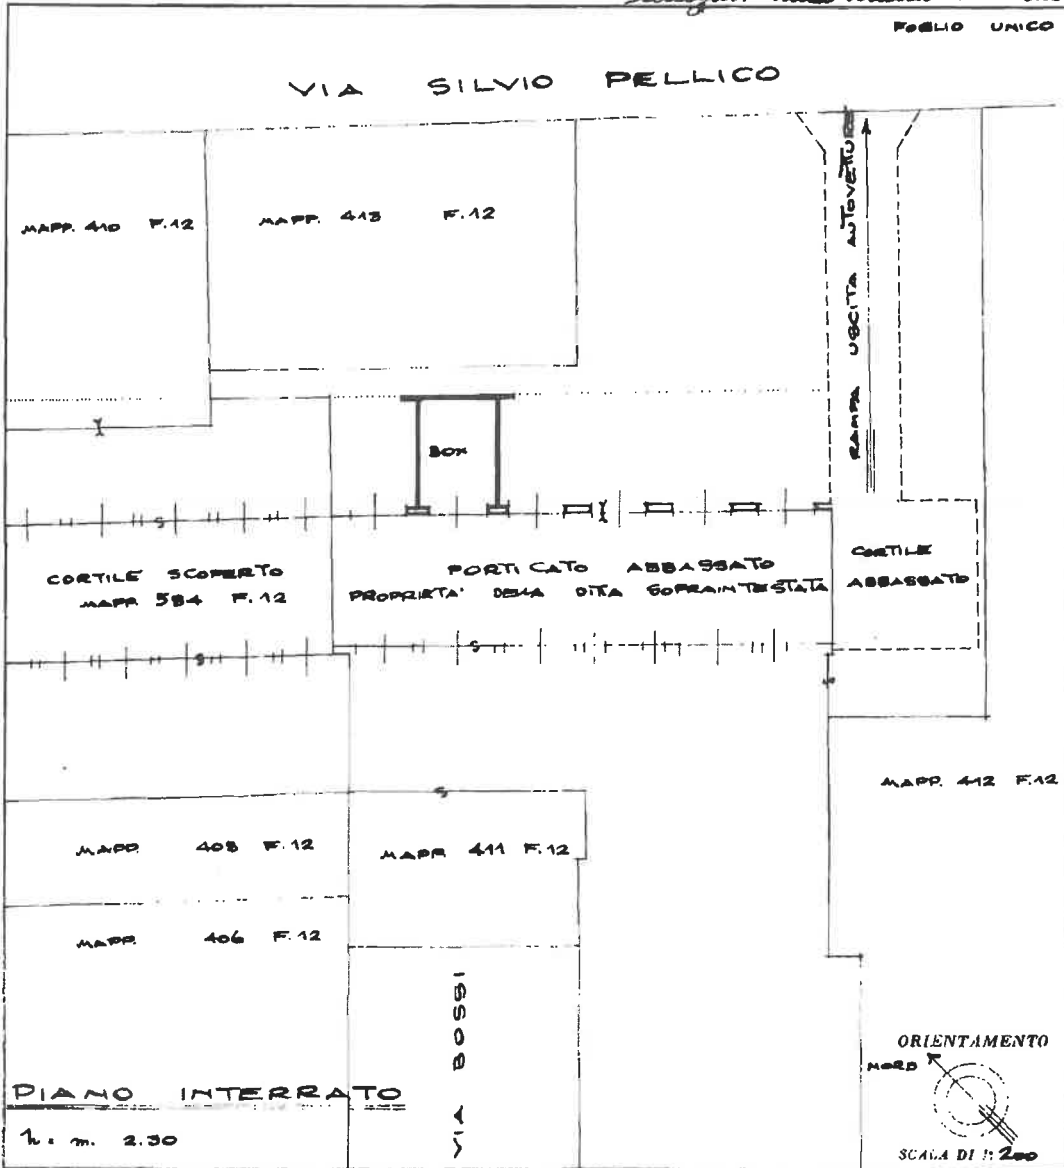 FOGLIO UNICO
VIA SILVIO PELLICO
MAPP. 410 F.12
MAPP. 413 F.12
RAMPA USCITA AUTOVETTURE
BOX
CORTILE SCOPERTO
MAPP. 584 F.12
PORTICATO ABBASSATO
PROPRIETA' DELLA DITTA SOPRAINTESTATA
CORTILE
ABBASSATO
MAPP. 412 F.12
MAPP. 408 F.12
MAPP. 411 F.12
MAPP. 406 F.12
VIA BOSSI
PIANO INTERRATO
h = m. 2.30
ORIENTAMENTO
NORD
SCALA DI 1: 200